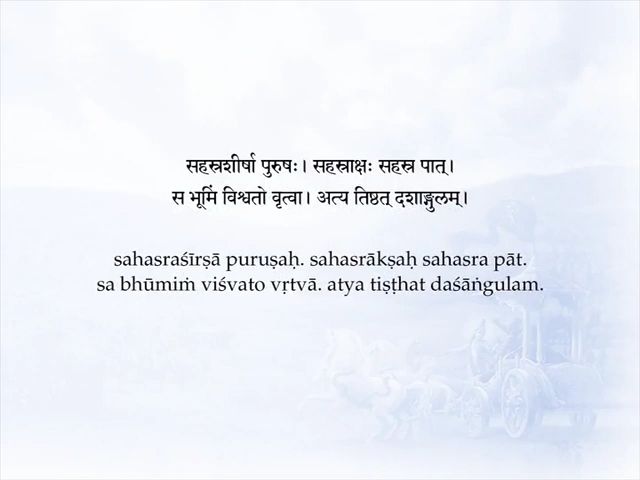 सहस्रशीर्षा पुरुषः। सहस्राक्षः सहस्र पात्।
स भूमिं विश्वतो वृत्वा। अत्य तिष्ठत् दशाङ्गुलम्।
sahasraśīrṣā puruṣaḥ. sahasrākṣaḥ sahasra pāt.
sa bhūmiṁ viśvato vṛtvā. atya tiṣṭhat daśāṅgulam.